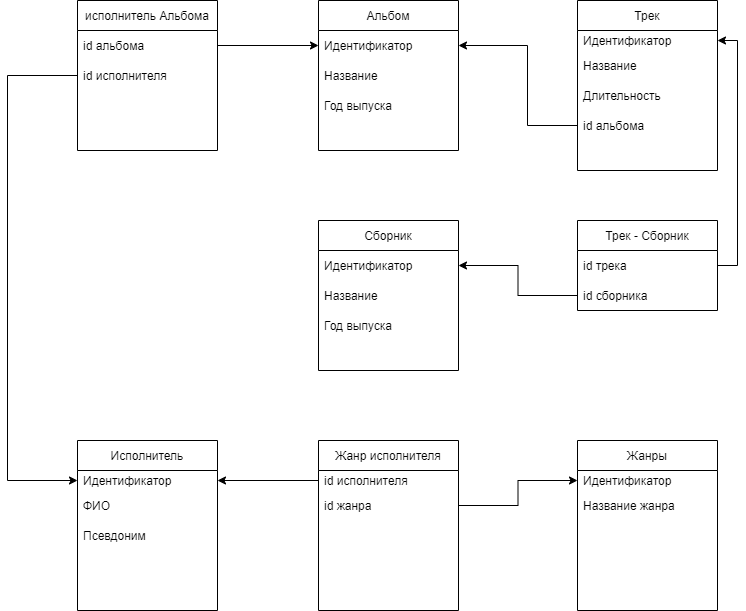 исполнитель Альбома
id альбома
id исполнителя
Альбом
Идентификатор
Название
Год выпуска
Трек
Идентификатор
Название
Длительность
id альбома
Сборник
Идентификатор
Название
Год выпуска
Трек - Сборник
id трека
id сборника
Исполнитель
Идентификатор
ФИО
Псевдоним
Жанр исполнителя
id исполнителя
id жанра
Жанры
Идентификатор
Название жанра